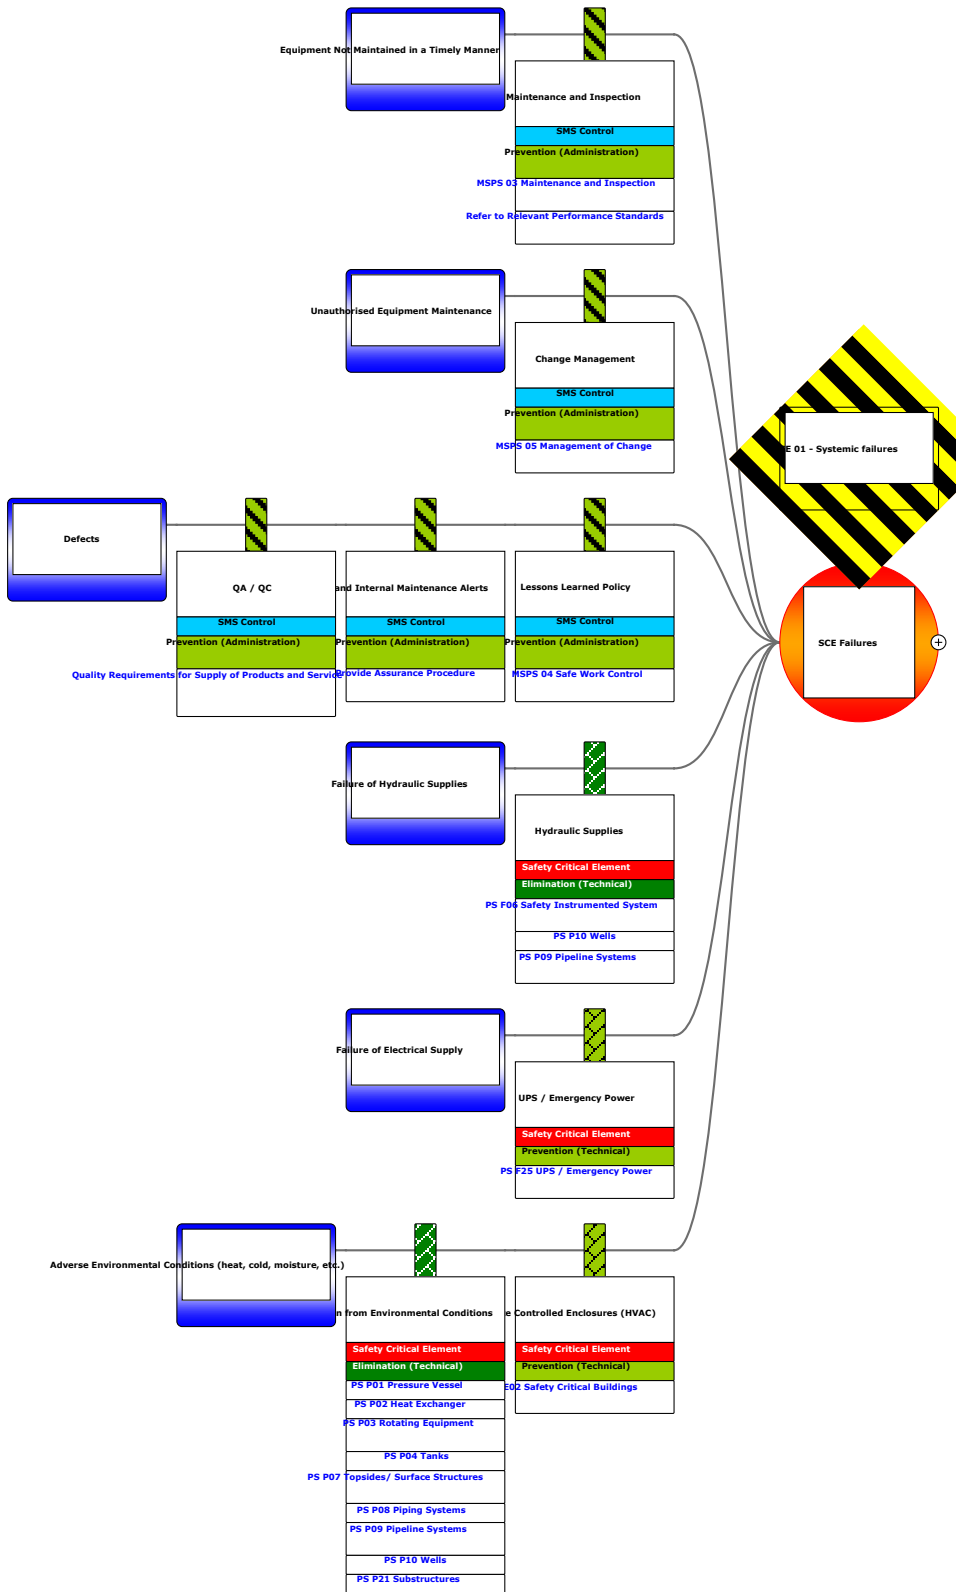 Equipment Not Maintained in a Timely Manner
Maintenance and Inspection
SMS Control
Prevention (Administration)
MSPS 03 Maintenance and Inspection
Refer to Relevant Performance Standards
Unauthorised Equipment Maintenance
Change Management
SMS Control
Prevention (Administration)
MSPS 05 Management of Change
E 01 - Systemic failures
SCE Failures
Defects
QA / QC
SMS Control
Prevention (Administration)
Quality Requirements for Supply of Products and Service
and Internal Maintenance Alerts
SMS Control
Prevention (Administration)
Provide Assurance Procedure
Lessons Learned Policy
SMS Control
Prevention (Administration)
MSPS 04 Safe Work Control
Failure of Hydraulic Supplies
Hydraulic Supplies
Safety Critical Element
Elimination (Technical)
PS F06 Safety Instrumented System
PS P10 Wells
PS P09 Pipeline Systems
Failure of Electrical Supply
UPS / Emergency Power
Safety Critical Element
Prevention (Technical)
PS F25 UPS / Emergency Power
Adverse Environmental Conditions (heat, cold, moisture, etc.)
n from Environmental Conditions
Safety Critical Element
Elimination (Technical)
PS P01 Pressure Vessel
PS P02 Heat Exchanger
PS P03 Rotating Equipment
PS P04 Tanks
PS P07 Topsides/ Surface Structures
PS P08 Piping Systems
PS P09 Pipeline Systems
PS P10 Wells
PS P21 Substructures
e Controlled Enclosures (HVAC)
Safety Critical Element
Prevention (Technical)
E02 Safety Critical Buildings